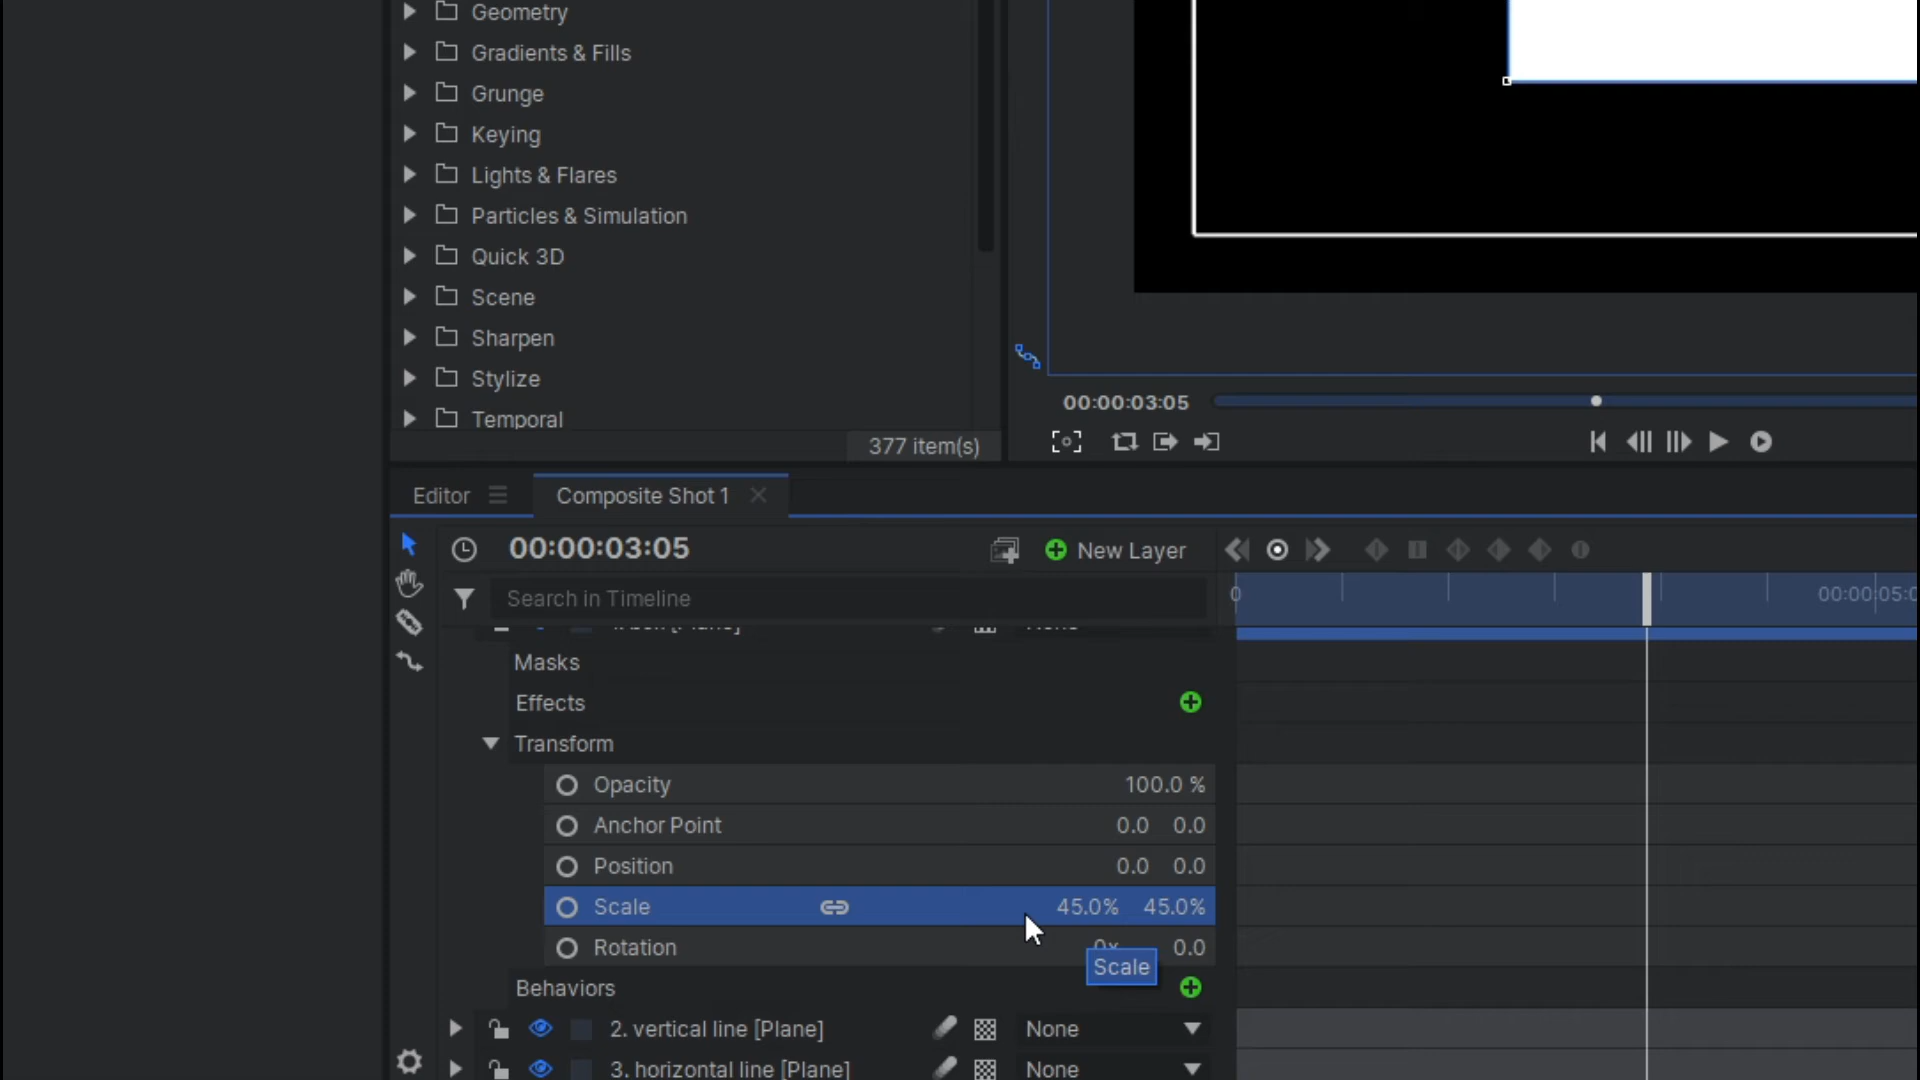 Geometry
Gradients & Fills
Grunge
Keying
Lights & Flares
Particles & Simulation
Quick 3D
Scene
Sharpen
Stylize
Temporal
377 item(s)
00:00:03:05
Editor
Composite Shot 1
00:00:03:05
New Layer
Search in Timeline
0
00:00:05:0
Masks
Effects
Transform
Opacity 100.0 %
Anchor Point 0.0 0.0
Position 0.0 0.0
Scale 45.0% 45.0%
Rotation 0x 0.0
Scale
Behaviors
2. vertical line [Plane] None
3. horizontal line [Plane] None